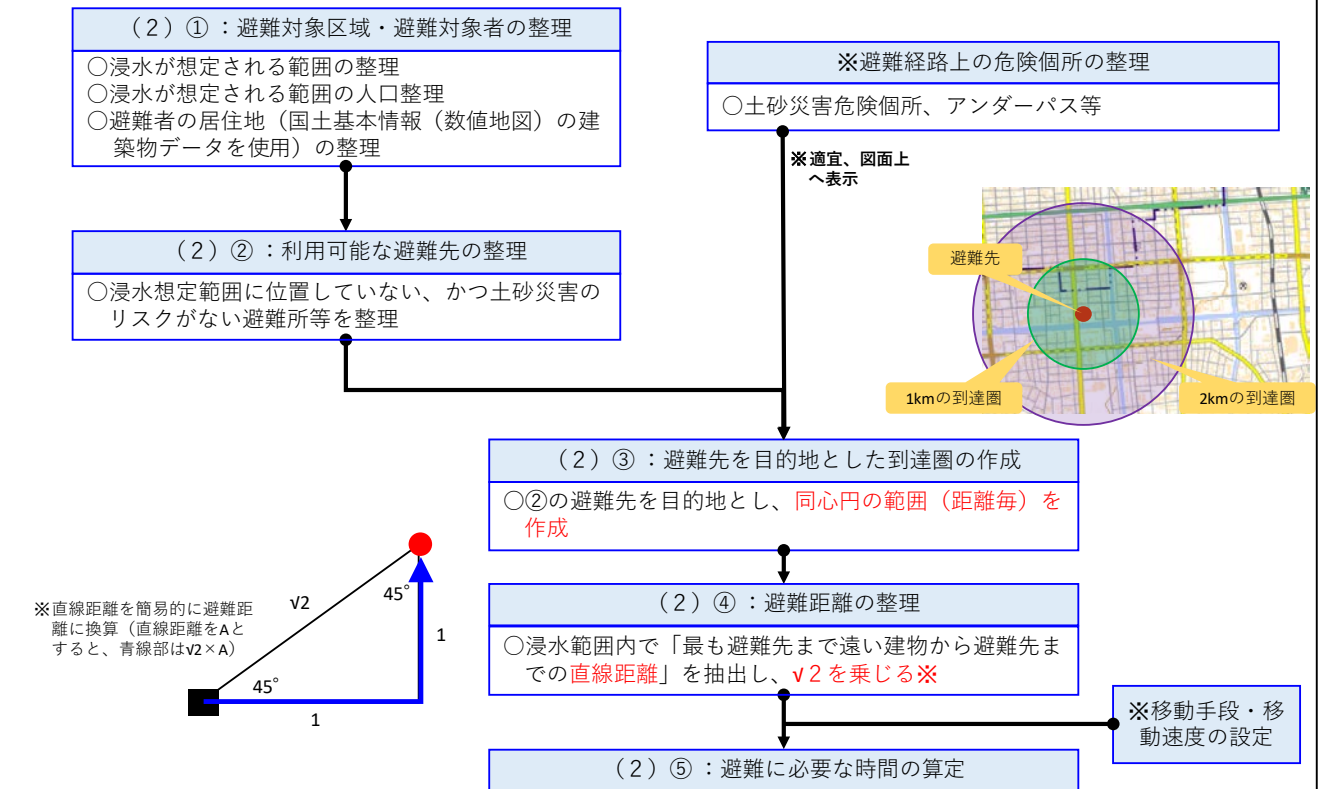 (2)①:避難対象区域・避難対象者の整理
○浸水が想定される範囲の整理
○浸水が想定される範囲の人口整理
○避難者の居住地(国土基本情報(数値地図)の建
築物データを使用)の整理
※避難経路上の危険個所の整理
○土砂災害危険個所、アンダーパス等
※適宜、図面上
へ表示
(2)②:利用可能な避難先の整理
○浸水想定範囲に位置していない、かつ土砂災害の
リスクがない避難所等を整理
避難先
1kmの到達圏
2kmの到達圏
(2)③:避難先を目的地とした到達圏の作成
○②の避難先を目的地とし、同心円の範囲(距離毎)を
作成
※直線距離を簡易的に避難距
離に換算(直線距離をAと
すると、青線部は√2×A)
√2
45°
1
45°
1
(2)④:避難距離の整理
○浸水範囲内で「最も避難先まで遠い建物から避難先ま
での直線距離」を抽出し、√2を乗じる※
※移動手段・移
動速度の設定
(2)⑤:避難に必要な時間の算定